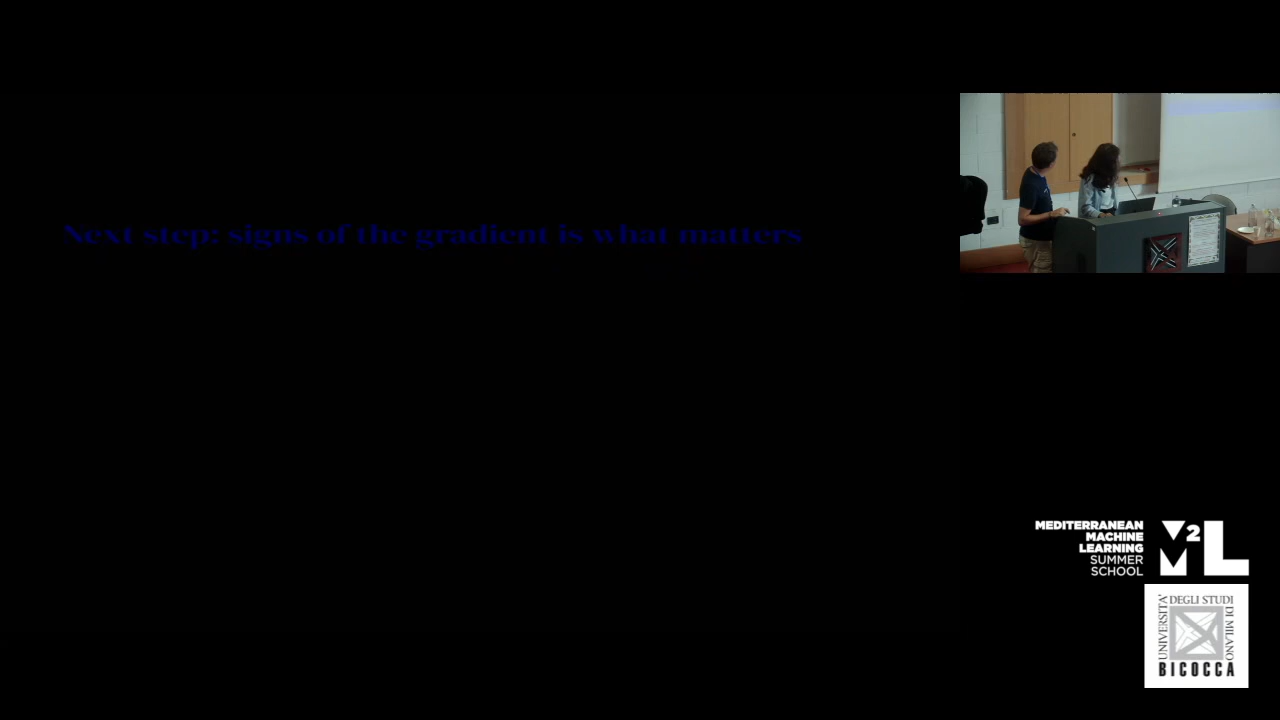 Next step: signs of the gradient is what matters
MEDITERRANEAN
MACHINE
LEARNING
SUMMER
SCHOOL
M2L
UNIVERSITA'
DEGLI STUDI
DI MILANO
BICOCCA